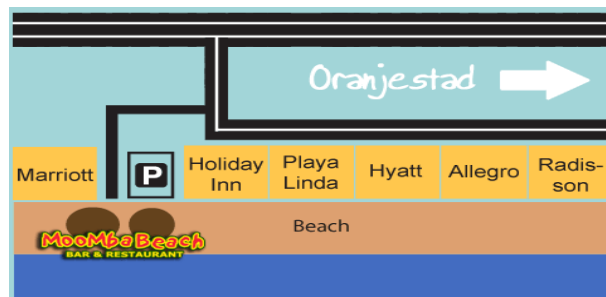 Oranjestad
Marriott
P
Holiday
Inn
Playa
Linda
Hyatt
Allegro
Radis-
son
Beach
MooMba Beach
BAR & RESTAURANT